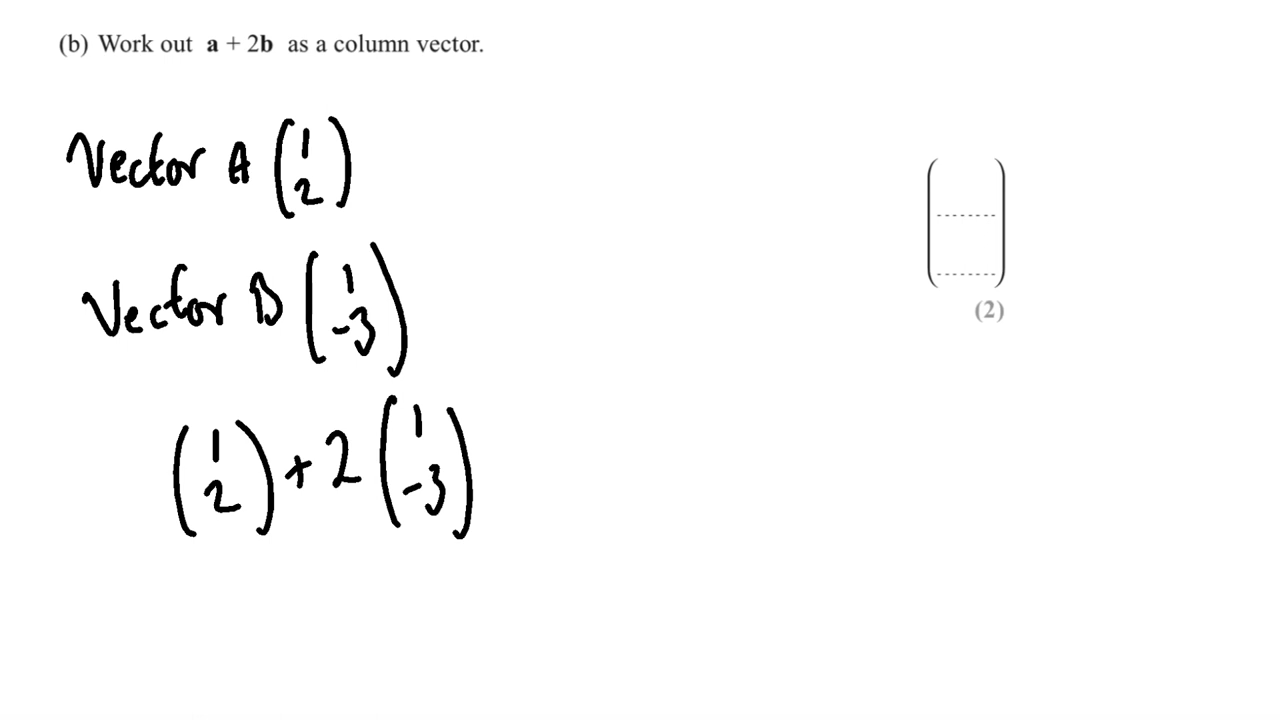 (b) Work out a + 2b as a column vector.
Vector A (1
2)
Vector B (1
-3)
(1
2) + 2 (1
-3)
(2)